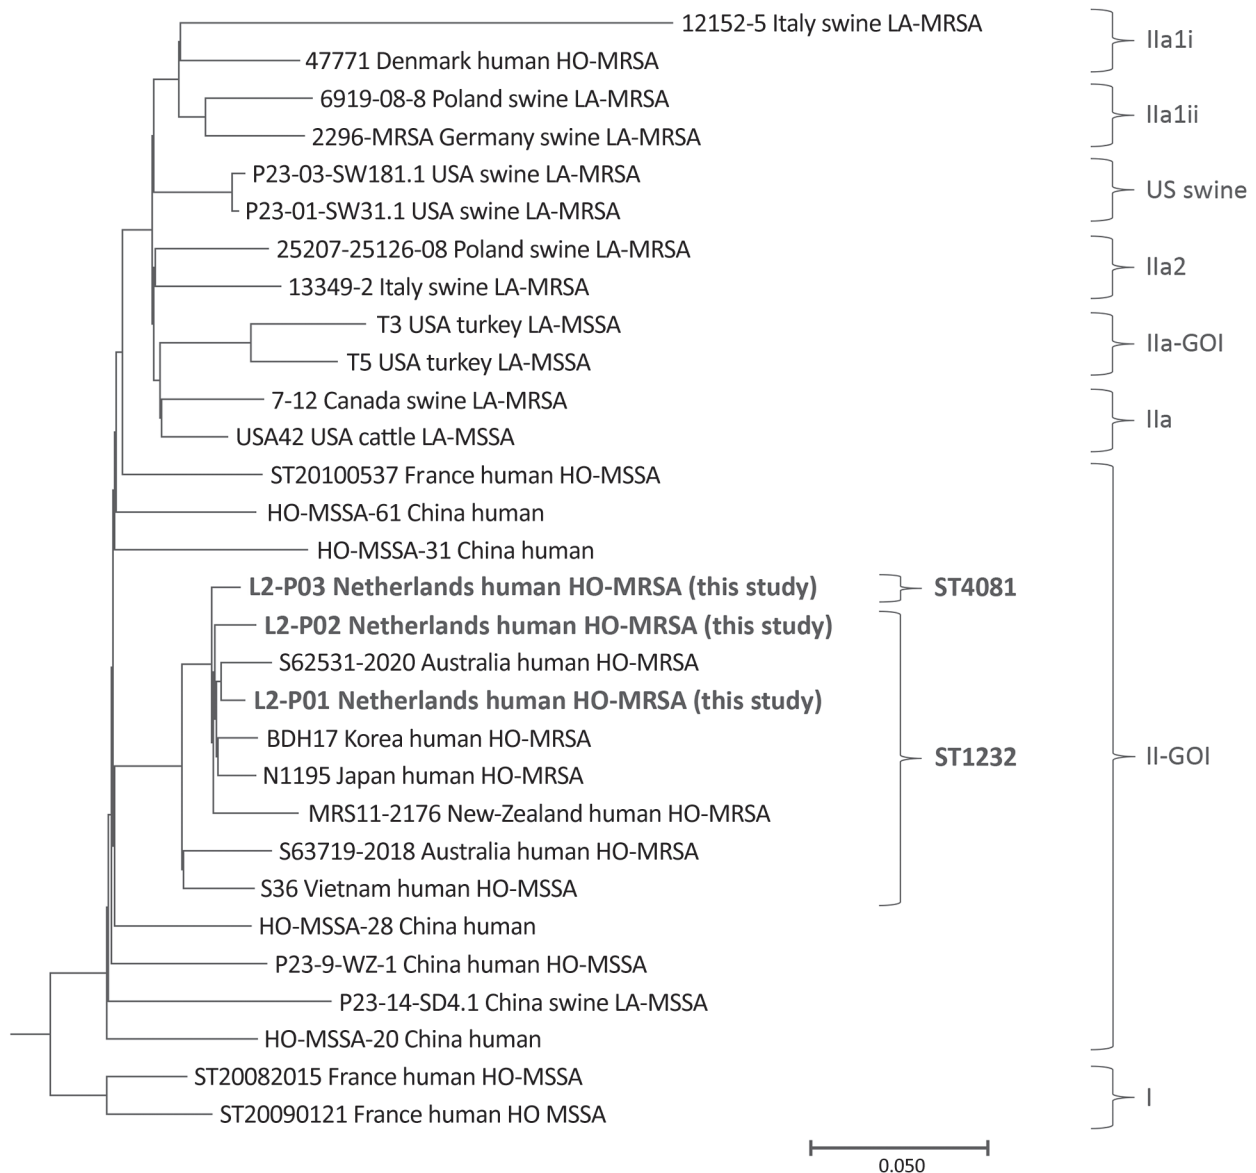 12152-5 Italy swine LA-MRSA
47771 Denmark human HO-MRSA
IIa1i
6919-08-8 Poland swine LA-MRSA
2296-MRSA Germany swine LA-MRSA
IIa1ii
P23-03-SW181.1 USA swine LA-MRSA
P23-01-SW31.1 USA swine LA-MRSA
US swine
25207-25126-08 Poland swine LA-MRSA
13349-2 Italy swine LA-MRSA
IIa2
T3 USA turkey LA-MSSA
T5 USA turkey LA-MSSA
IIa-GOI
7-12 Canada swine LA-MRSA
USA42 USA cattle LA-MSSA
IIa
ST20100537 France human HO-MSSA
HO-MSSA-61 China human
HO-MSSA-31 China human
L2-P03 Netherlands human HO-MRSA (this study)
ST4081
L2-P02 Netherlands human HO-MRSA (this study)
S62531-2020 Australia human HO-MRSA
L2-P01 Netherlands human HO-MRSA (this study)
BDH17 Korea human HO-MRSA
N1195 Japan human HO-MRSA
MRS11-2176 New-Zealand human HO-MRSA
S63719-2018 Australia human HO-MRSA
S36 Vietnam human HO-MSSA
ST1232
HO-MSSA-28 China human
P23-9-WZ-1 China human HO-MSSA
P23-14-SD4.1 China swine LA-MSSA
HO-MSSA-20 China human
II-GOI
ST20082015 France human HO-MSSA
ST20090121 France human HO MSSA
I
0.050